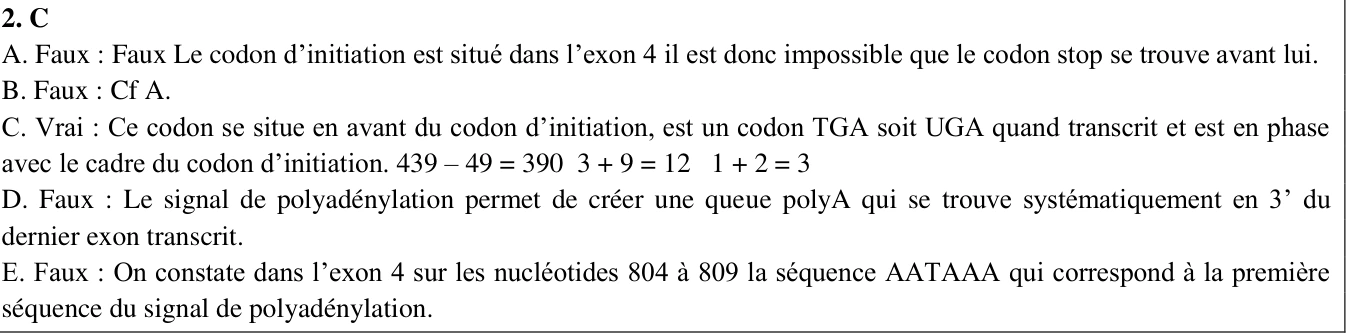 2. C
A. Faux : Faux Le codon d’initiation est situé dans l’exon 4 il est donc impossible que le codon stop se trouve avant lui.
B. Faux : Cf A.
C. Vrai : Ce codon se situe en avant du codon d’initiation, est un codon TGA soit UGA quand transcrit et est en phase
avec le cadre du codon d’initiation. 439 – 49 = 390 3 + 9 = 12 1 + 2 = 3
D. Faux : Le signal de polyadénylation permet de créer une queue polyA qui se trouve systématiquement en 3’ du
dernier exon transcrit.
E. Faux : On constate dans l’exon 4 sur les nucléotides 804 à 809 la séquence AATAAA qui correspond à la première
séquence du signal de polyadénylation.